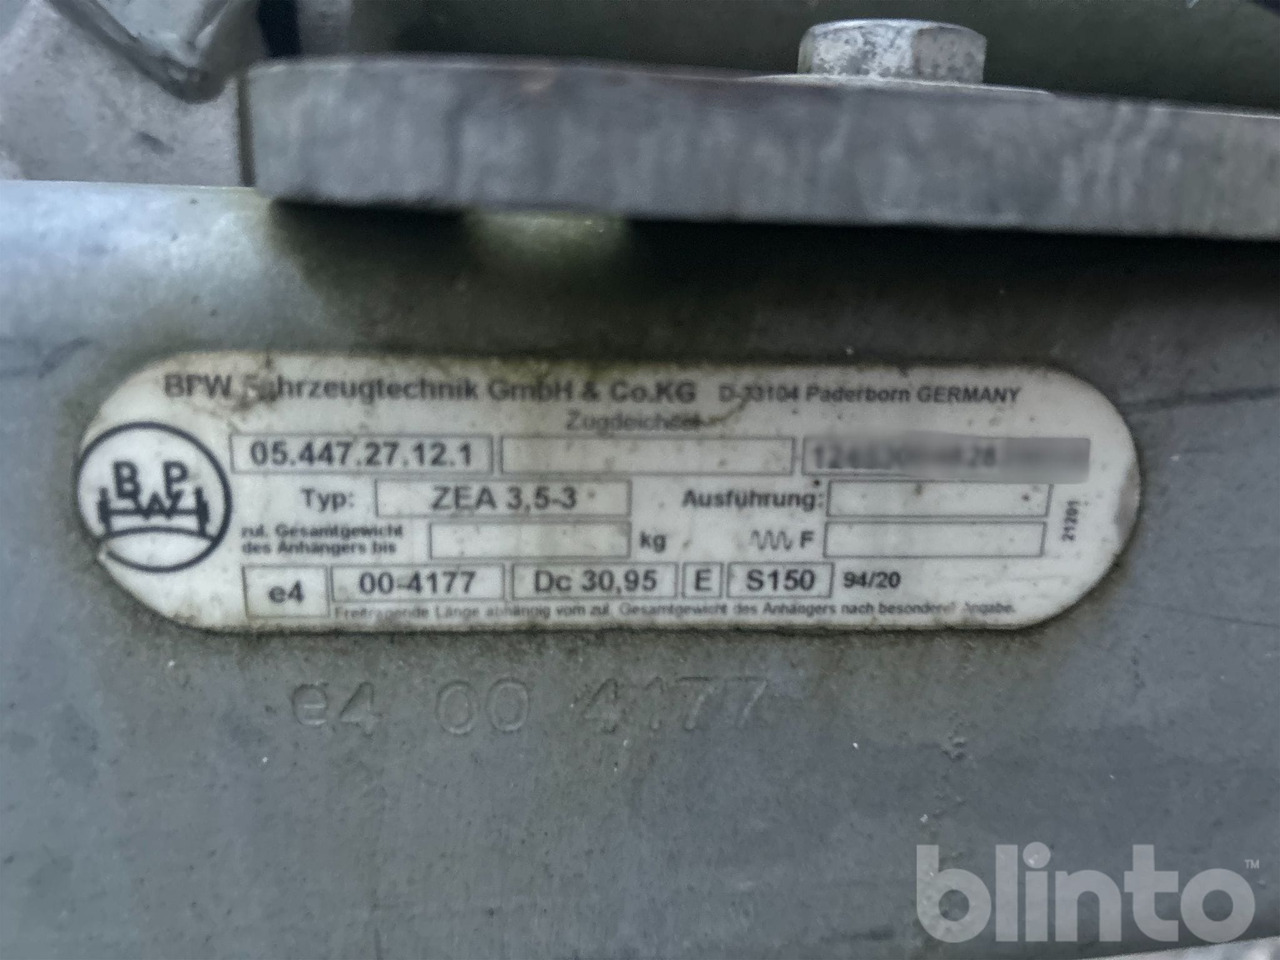 BPW Fahrzeugtechnik GmbH & Co.KG D-33104 Paderborn GERMANY
Zugdeichsel
BPW
05.447.27.12.1
Typ: ZEA 3,5-3 Ausführung:
zul. Gesamtgewicht
des Anhängers bis kg F
21201
e4 00-4177 Dc 30,95 E S150 94/20
Freitragende Länge abhängig vom zul. Gesamtgewicht des Anhängers nach besonderer Angabe.
e4 00 4177
blinto™